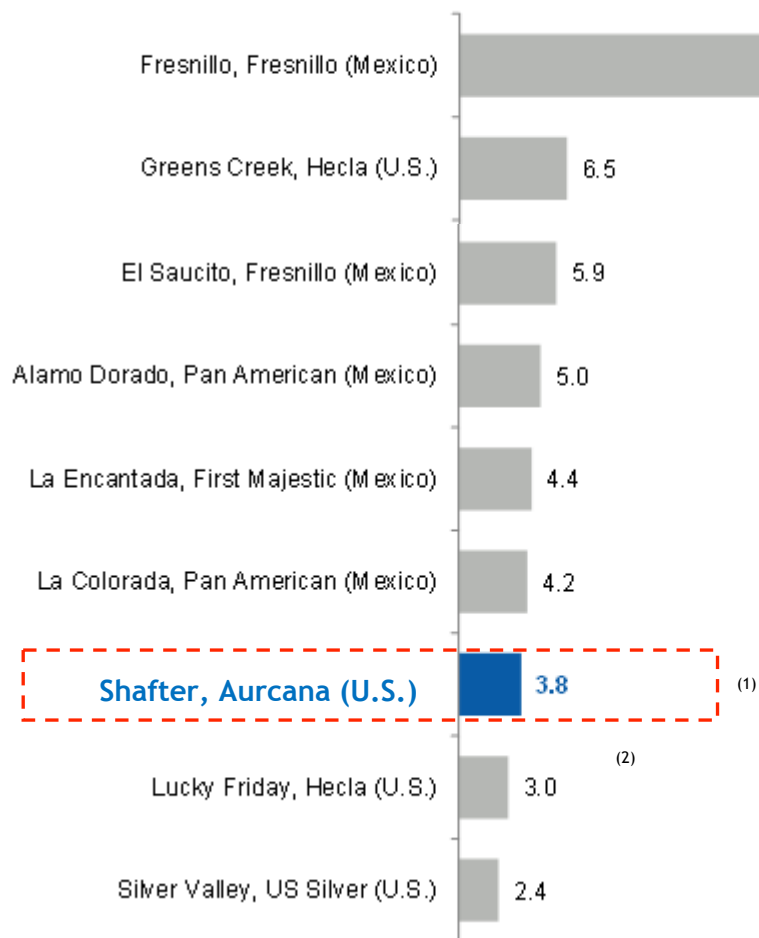 Fresnillo, Fresnillo (Mexico)
Greens Creek, Hecla (U.S.) 6.5
El Saucito, Fresnillo (Mexico) 5.9
Alamo Dorado, Pan American (Mexico) 5.0
La Encantada, First Majestic (Mexico) 4.4
La Colorada, Pan American (Mexico) 4.2
Shafter, Aurcana (U.S.) 3.8 (1)
(2)
Lucky Friday, Hecla (U.S.) 3.0
Silver Valley, US Silver (U.S.) 2.4